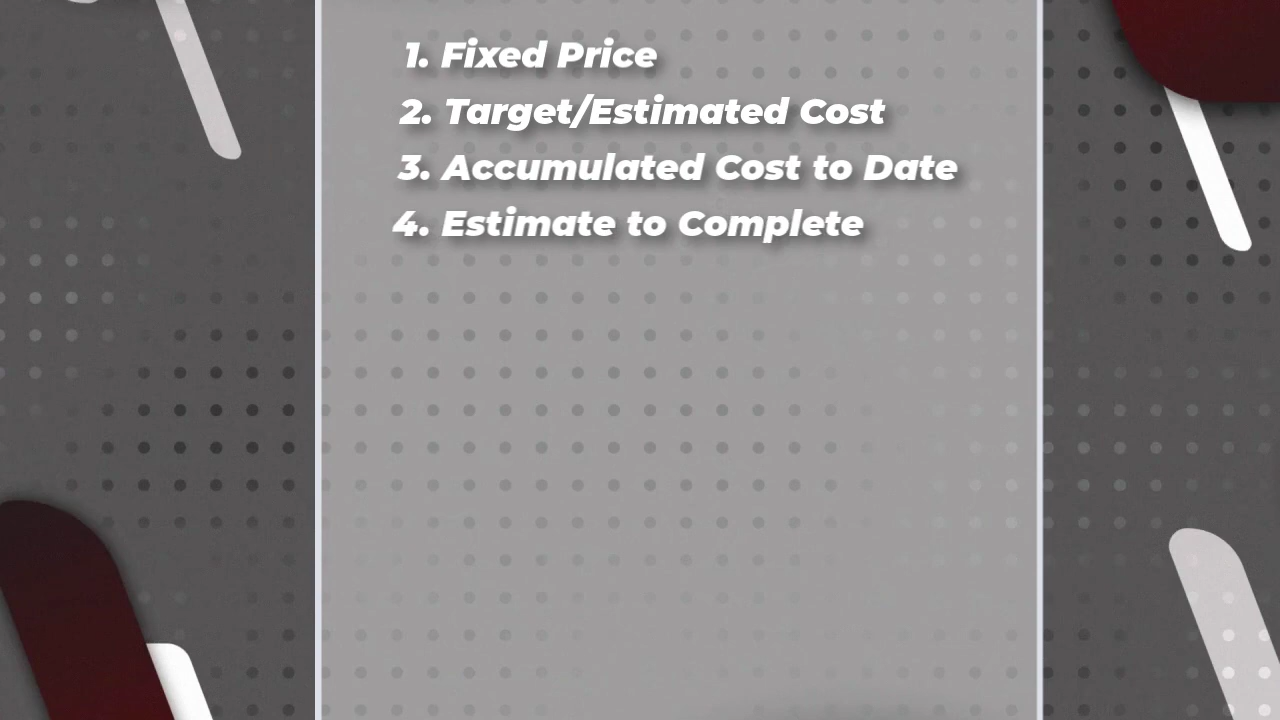 1. Fixed Price
2. Target/Estimated Cost
3. Accumulated Cost to Date
4. Estimate to Complete